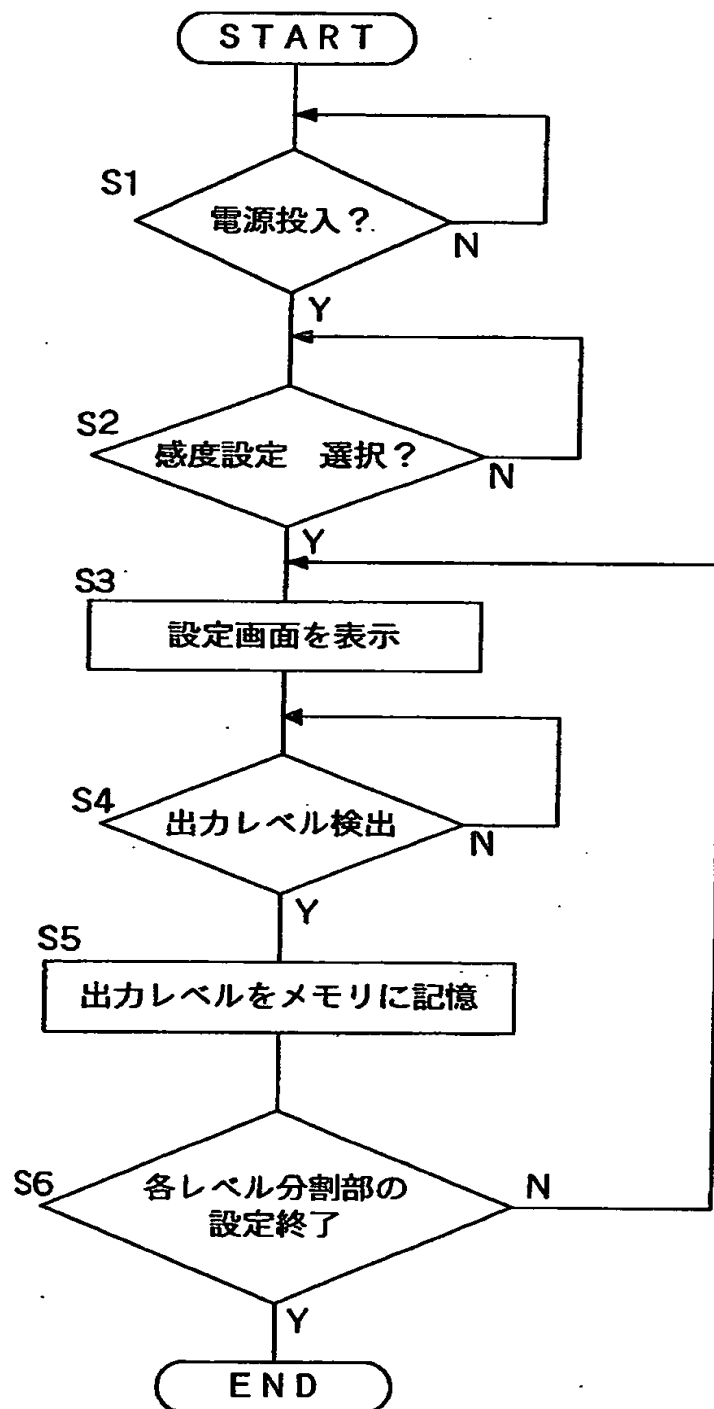 START
S1
電源投入?
N
Y
S2
感度設定 選択?
N
Y
S3
設定画面を表示
S4
出力レベル検出
N
Y
S5
出力レベルをメモリに記憶
S6
各レベル分割部の
設定終了
N
Y
END